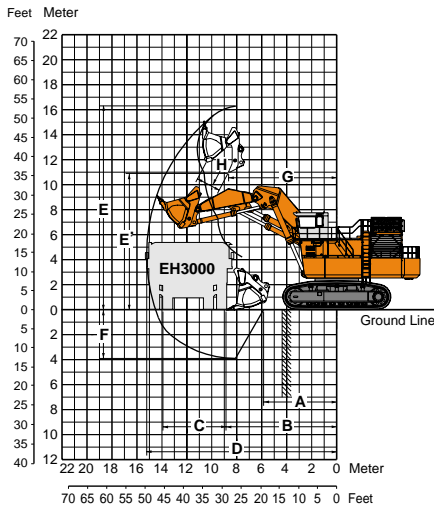 Feet Meter
70 22
65 20
60 18
55 16
50 14
45 12
40
35 10
30 8
25 6
20 4
15
10 2
5 0
0 2
5
10 4
15 6
20 8
25
30 10
35 12
40
E
E'
F
H
G
EH3000
Ground Line
A
C B
D
22 20 18 16 14 12 10 8 6 4 2 0 Meter
70 65 60 55 50 45 40 35 30 25 20 15 10 5 0 Feet